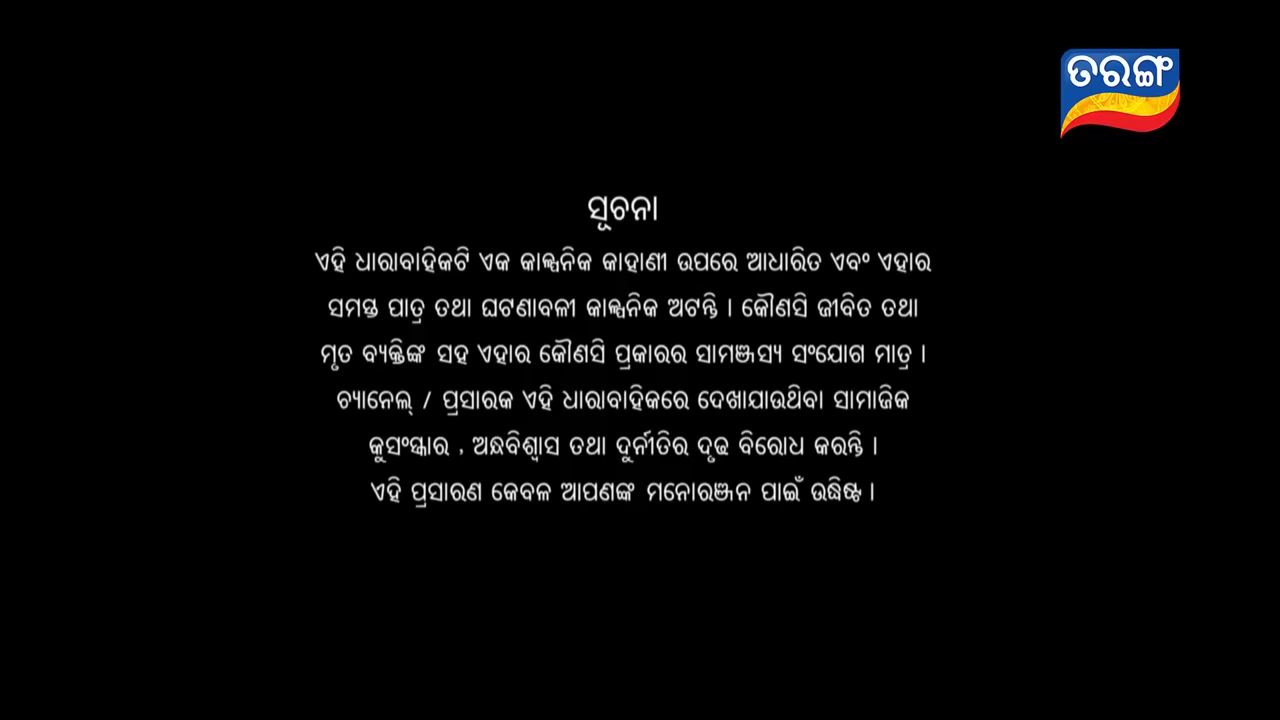 ତରଙ୍ଗ
ସୂଚନା
ଏହି ଧାରାବାହିକଟି ଏକ କାଳ୍ପନିକ କାହାଣୀ ଉପରେ ଆଧାରିତ ଏବଂ ଏହାର
ସମସ୍ତ ପାତ୍ର ତଥା ଘଟଣାବଳୀ କାଳ୍ପନିକ ଅଟନ୍ତି । କୌଣସି ଜୀବିତ ତଥା
ମୃତ ବ୍ୟକ୍ତିଙ୍କ ସହ ଏହାର କୌଣସି ପ୍ରକାରର ସାମଞ୍ଜସ୍ୟ ସଂଯୋଗ ମାତ୍ର ।
ଚ୍ୟାନେଲ୍ / ପ୍ରସାରକ ଏହି ଧାରାବାହିକରେ ଦେଖାଯାଉଥିବା ସାମାଜିକ
କୁସଂସ୍କାର , ଅନ୍ଧବିଶ୍ୱାସ ତଥା ଦୁର୍ନୀତିର ଦୃଢ ବିରୋଧ କରନ୍ତି ।
ଏହି ପ୍ରସାରଣ କେବଳ ଆପଣଙ୍କ ମନୋରଞ୍ଜନ ପାଇଁ ଉଦ୍ଧିଷ୍ଟ ।